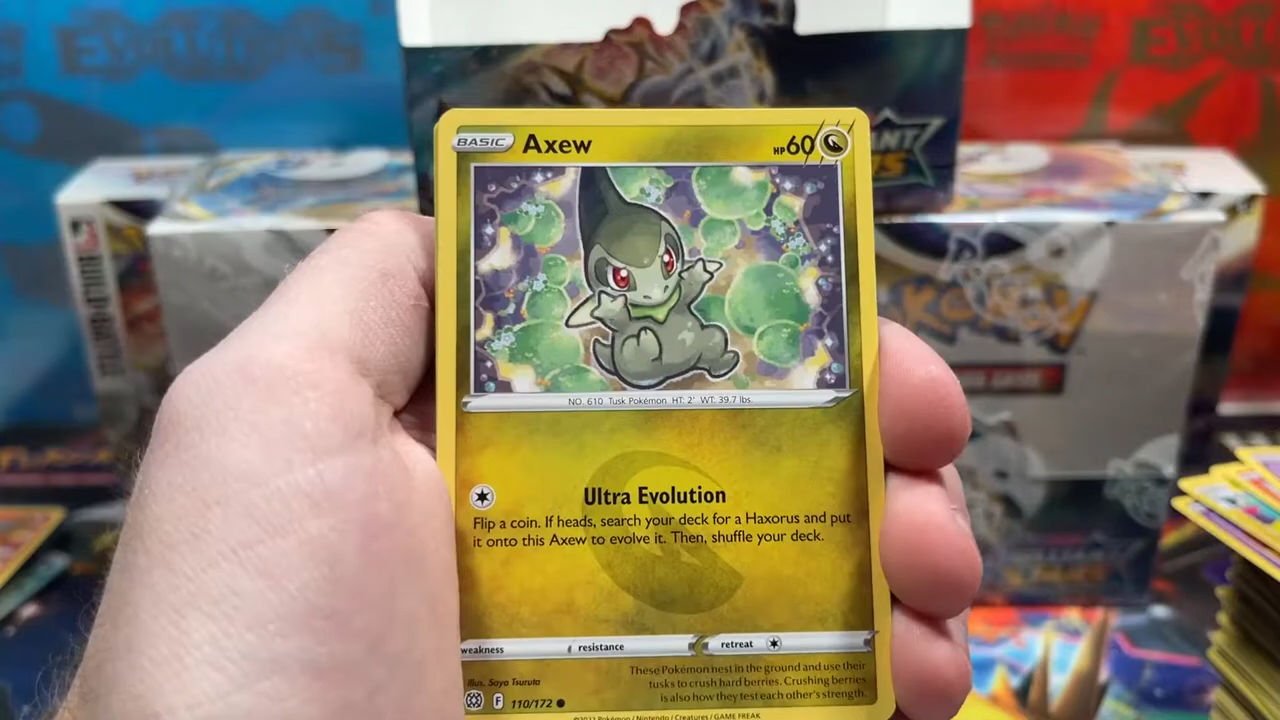 BASIC Axew HP 60
NO. 610 Tusk Pokémon HT: 2' WT: 39.7 lbs.
Ultra Evolution
Flip a coin. If heads, search your deck for a Haxorus and put
it onto this Axew to evolve it. Then, shuffle your deck.
weakness resistance retreat
These Pokémon nest in the ground and use their
tusks to crush hard berries. Crushing berries
is also how they test each other's strength.
Illus. Saya Tsuruta
F 110/172
©2022 Pokémon / Nintendo / Creatures / GAME FREAK
POKÉMON